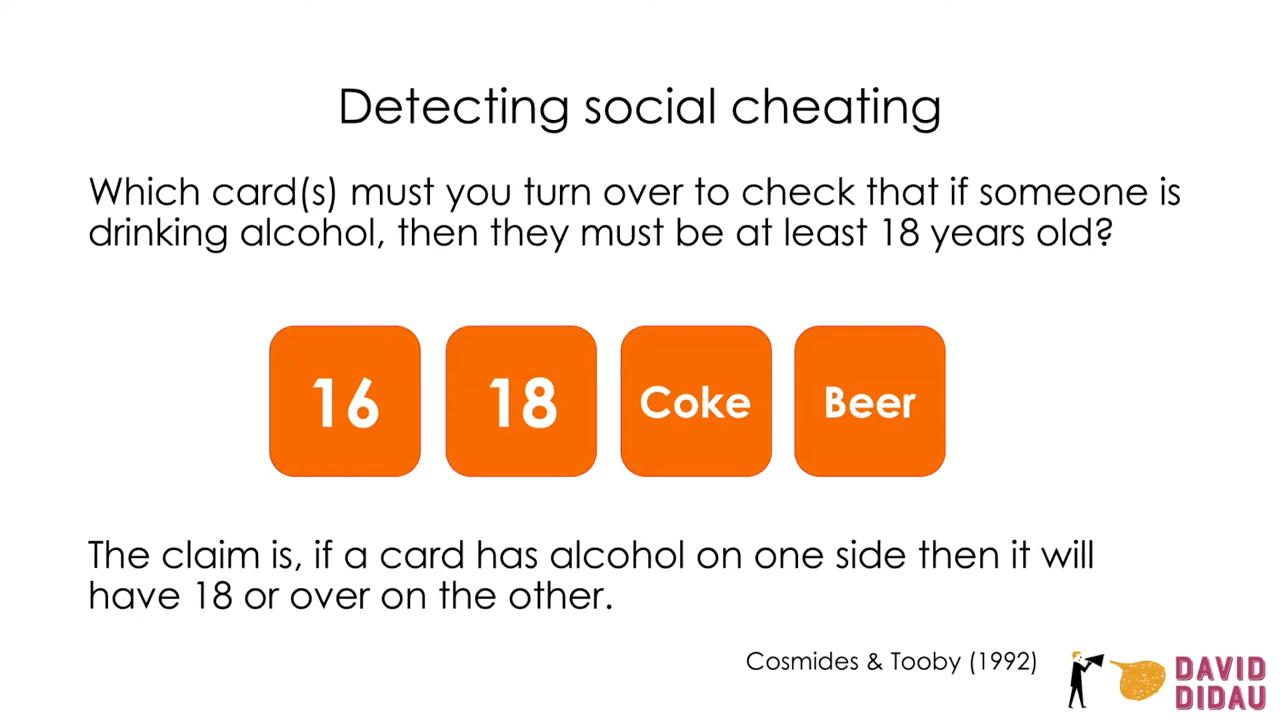 Detecting social cheating
Which card(s) must you turn over to check that if someone is
drinking alcohol, then they must be at least 18 years old?
16
18
Coke
Beer
The claim is, if a card has alcohol on one side then it will
have 18 or over on the other.
Cosmides & Tooby (1992)
DAVID
DIDAU